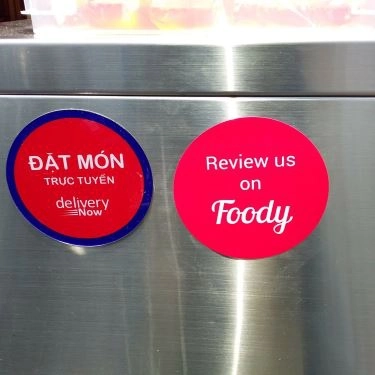 ĐẶT MÓN
TRỰC TUYẾN
delivery
Now
Review us
on
Foody